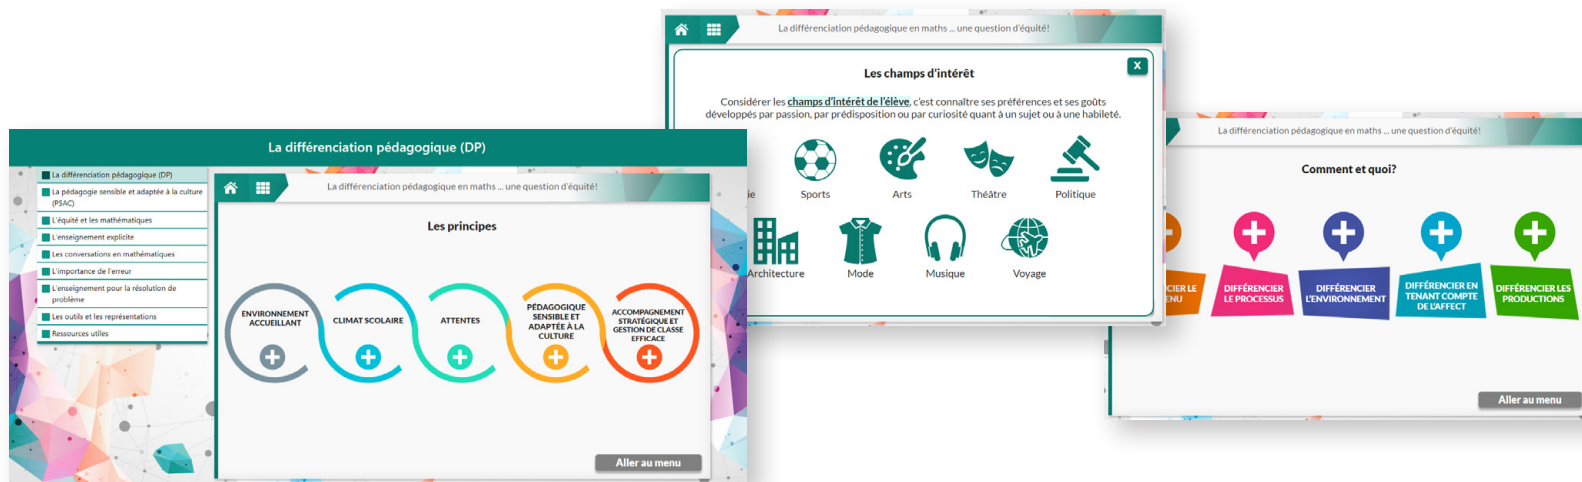 La différenciation pédagogique (DP)
La différenciation pédagogique (DP)
La pédagogie sensible et adaptée à la culture
(PSAC)
L'équité et les mathématiques
L'enseignement explicite
Les conversations en mathématiques
L'importance de l'erreur
L'enseignement pour la résolution de
problème
Les outils et les représentations
Ressources utiles
La différenciation pédagogique en maths ... une question d'équité!
Les principes
ENVIRONNEMENT
ACCUEILLANT
CLIMAT SCOLAIRE
ATTENTES
PÉDAGOGIQUE
SENSIBLE ET
ADAPTÉE À LA
CULTURE
ACCOMPAGNEMENT
STRATÉGIQUE ET
GESTION DE CLASSE
EFFICACE
Aller au menu
La différenciation pédagogique en maths ... une question d'équité!
X
Les champs d'intérêt
Considérer les champs d'intérêt de l'élève, c'est connaître ses préférences et ses goûts
développés par passion, par prédisposition ou par curiosité quant à un sujet ou à une habileté.
Sports
Arts
Théâtre
Politique
Architecture
Mode
Musique
Voyage
La différenciation pédagogique en maths ... une question d'équité!
Comment et quoi?
DIFFÉRENCIER
LE PROCESSUS
DIFFÉRENCIER
L'ENVIRONNEMENT
DIFFÉRENCIER EN
TENANT COMPTE
DE L'AFFECT
DIFFÉRENCIER LES
PRODUCTIONS
Aller au menu